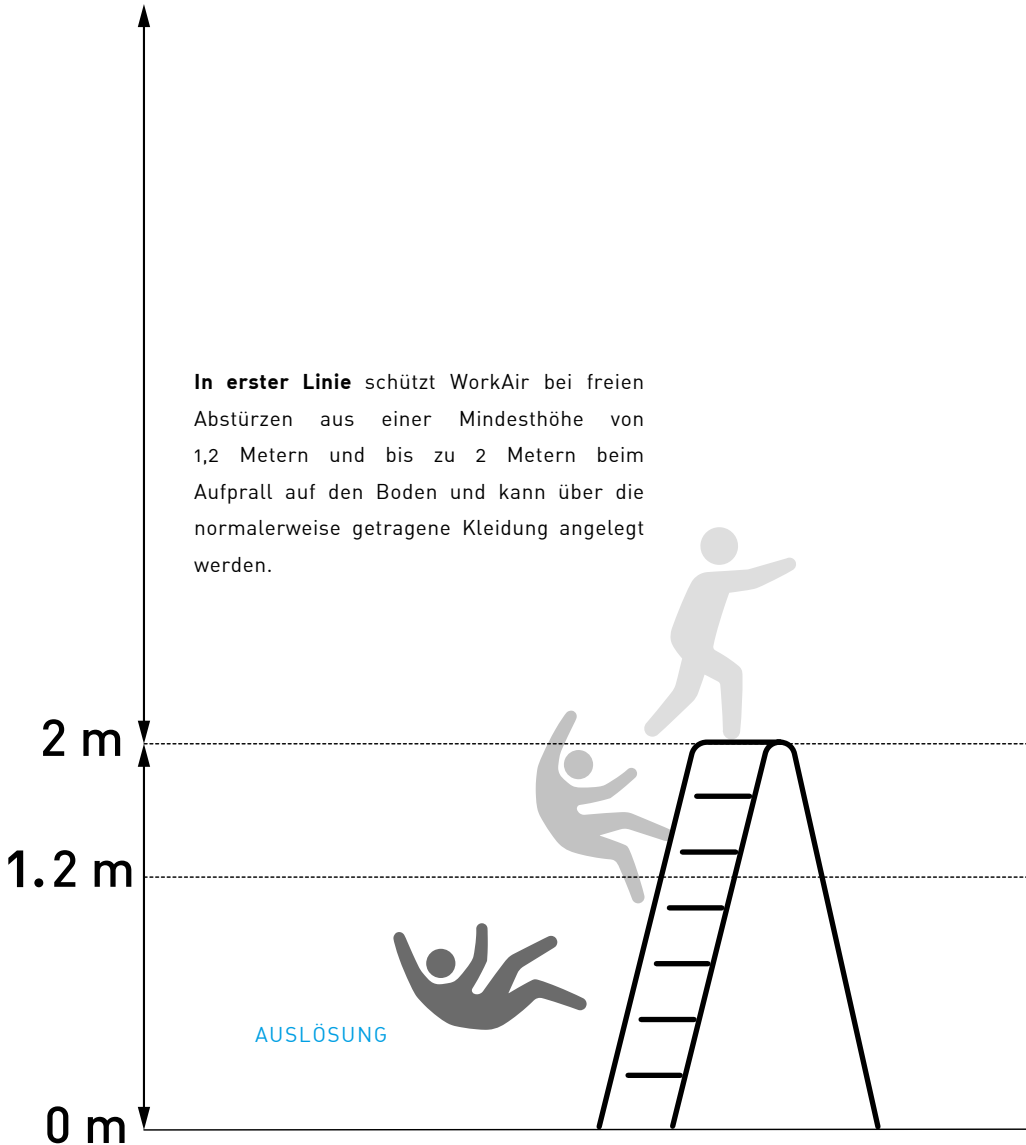 In erster Linie schützt WorkAir bei freien
Abstürzen aus einer Mindesthöhe von
1,2 Metern und bis zu 2 Metern beim
Aufprall auf den Boden und kann über die
normalerweise getragene Kleidung angelegt
werden.
2 m
1.2 m
AUSLÖSUNG
0 m